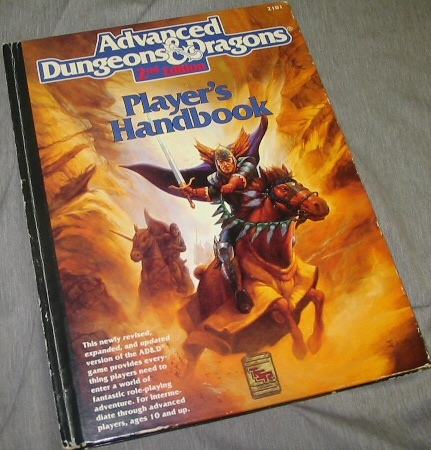 2101
Advanced
Dungeons & Dragons
2nd Edition
Player's
Handbook
This newly revised,
expanded, and updated
version of the AD&D
game provides every-
thing players need to
enter a world of
fantastic role-playing
adventure. For interme-
diate through advanced
players, ages 10 and up.
TSR